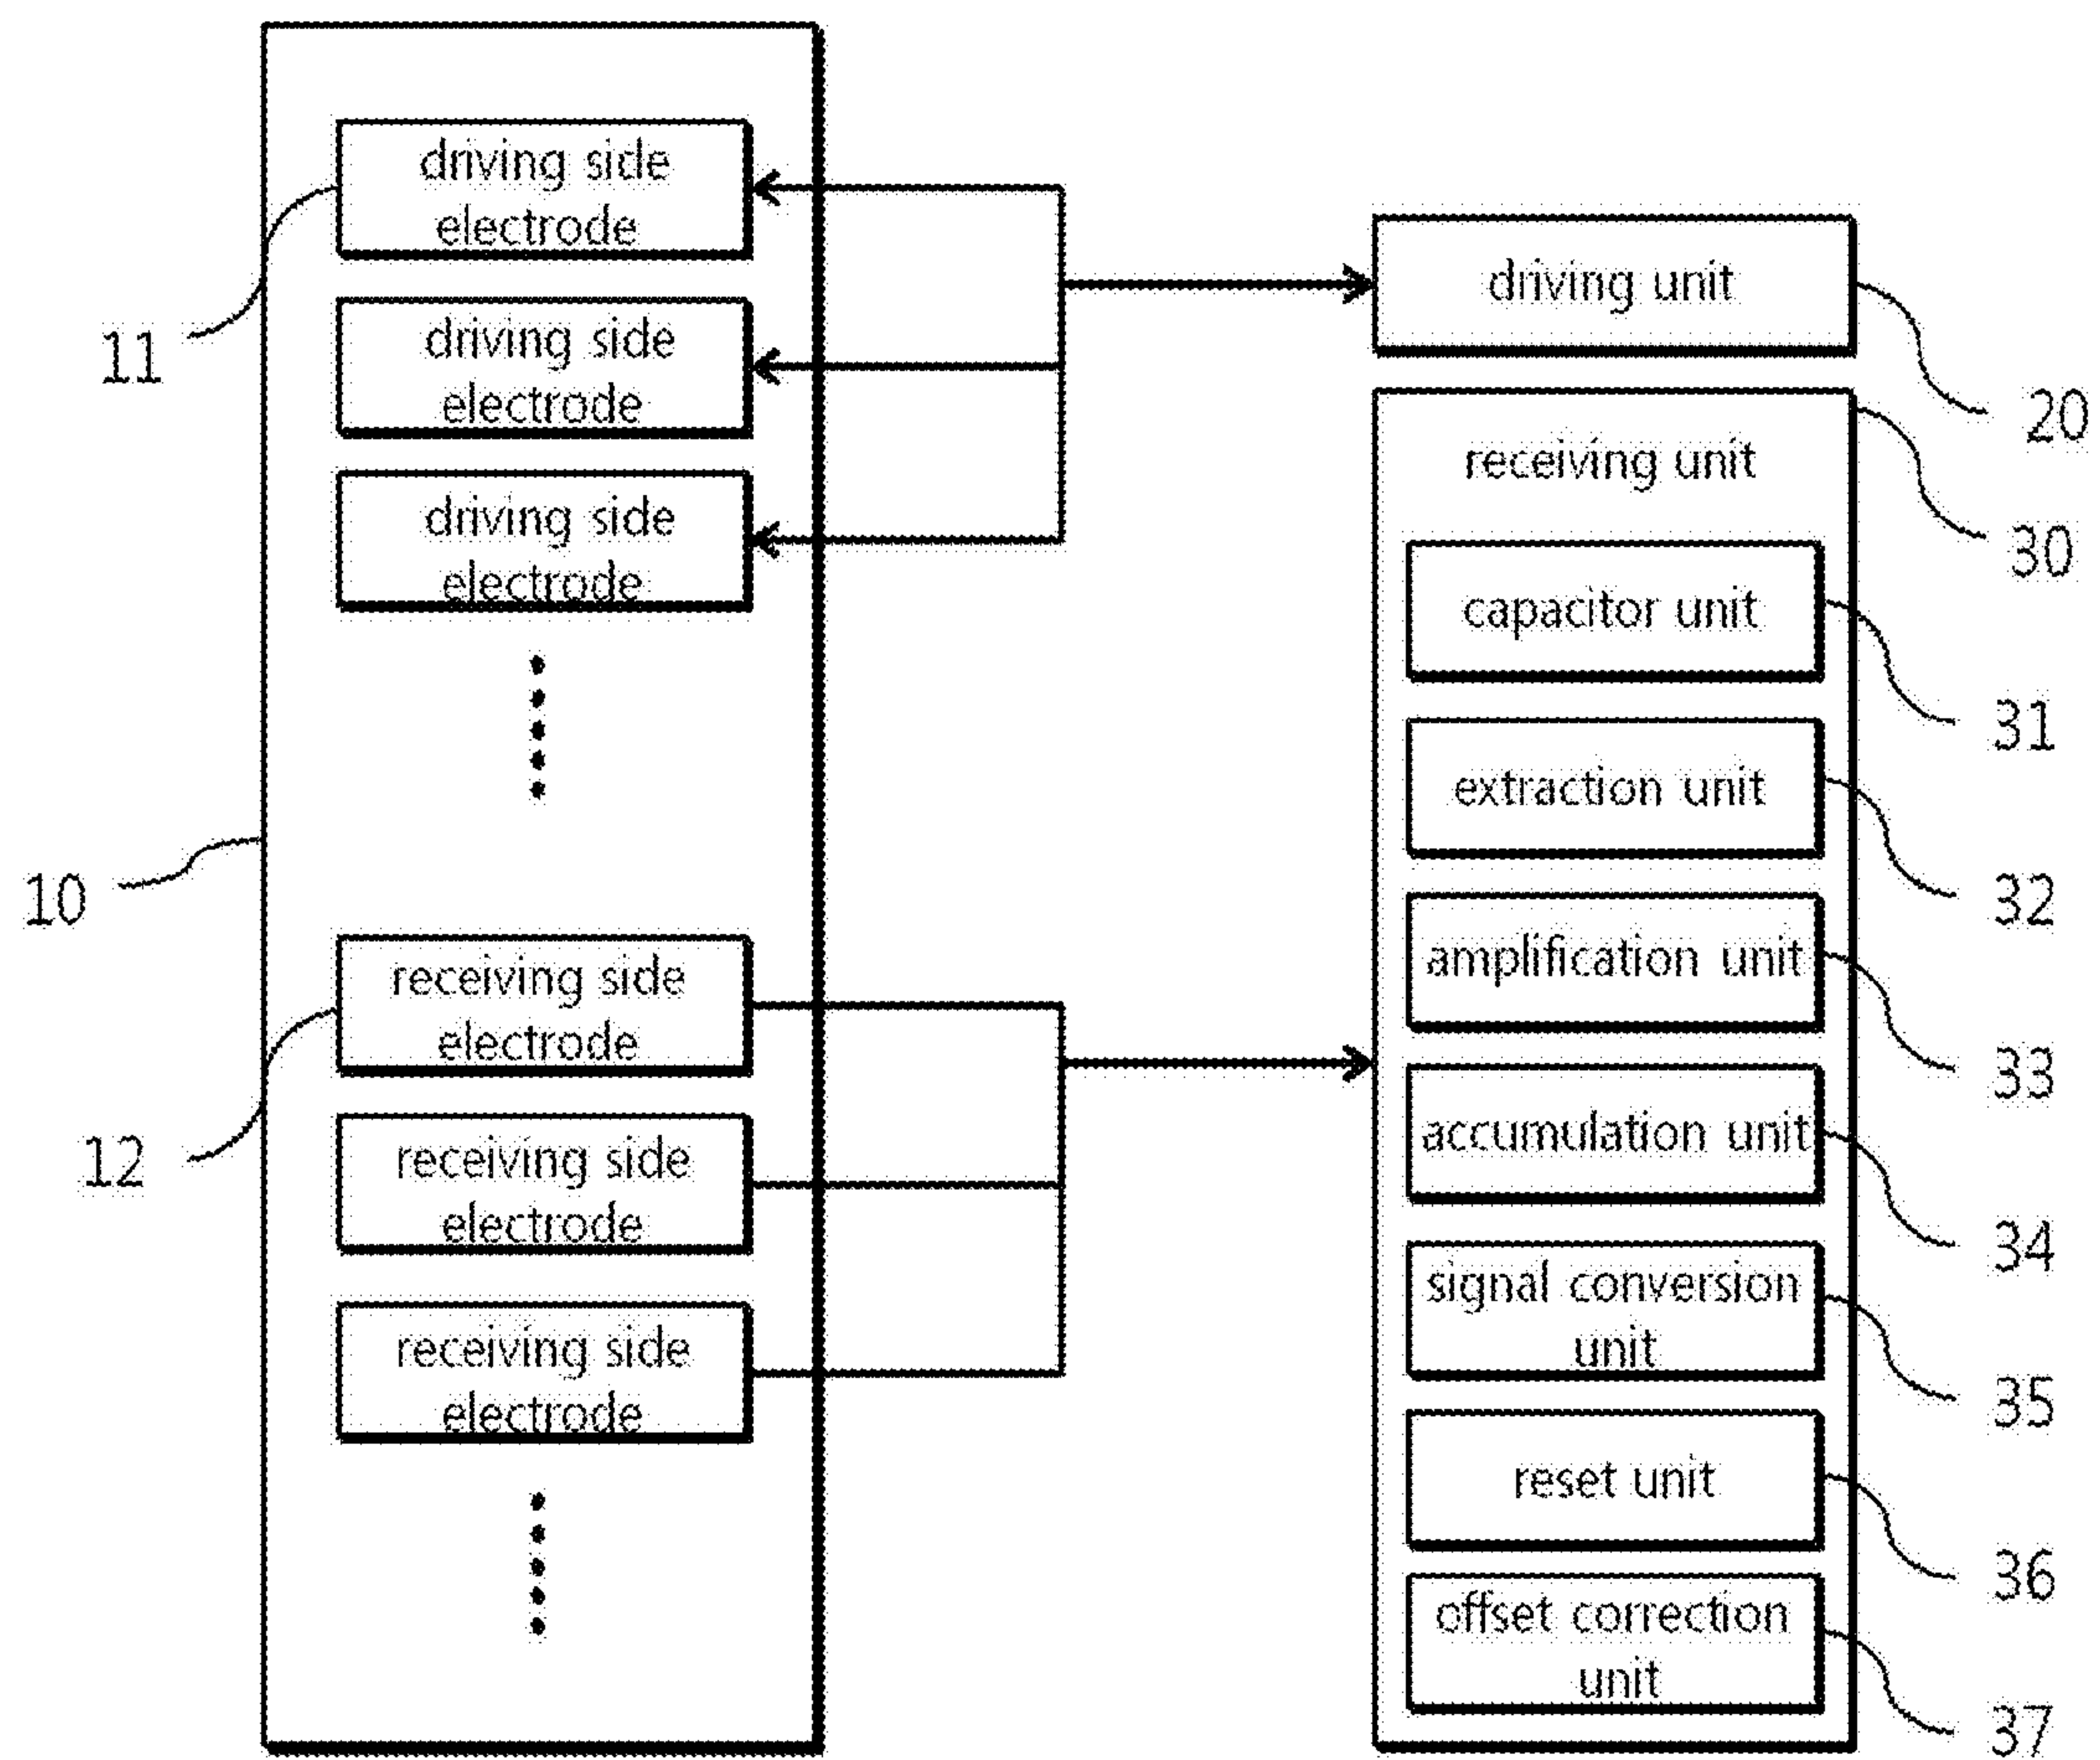 driving side
electrode
11
driving side
electrode
driving side
electrode
10
receiving side
electrode
12
receiving side
electrode
receiving side
electrode
driving unit
20
receiving unit
30
capacitor unit
31
extraction unit
32
amplification unit
33
accumulation unit
34
signal conversion
unit
35
reset unit
36
offset correction
unit
37